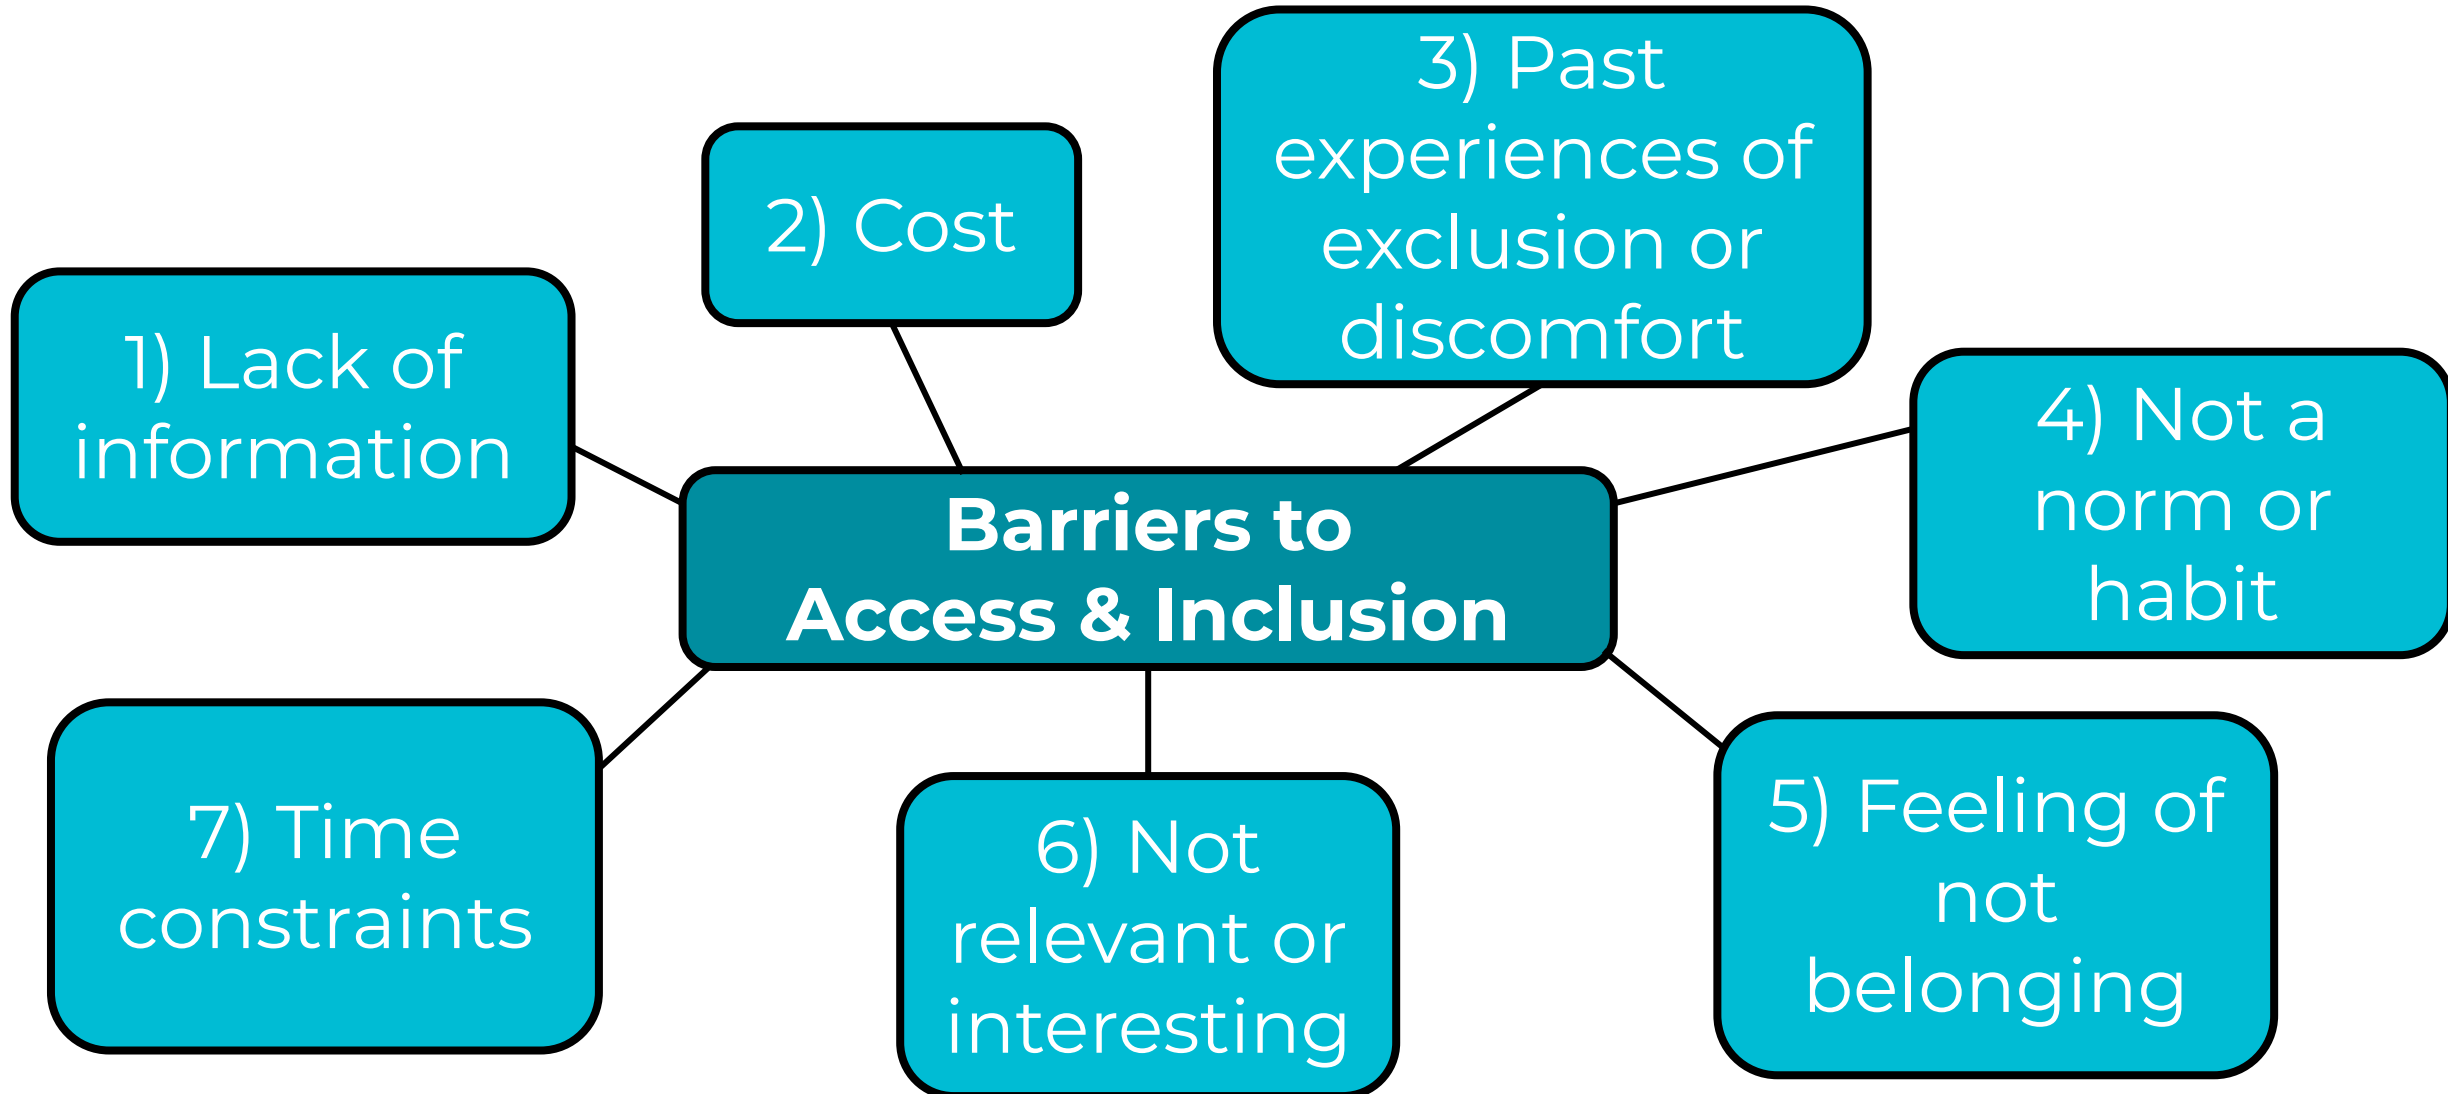 1) Lack of
information
2) Cost
3) Past
experiences of
exclusion or
discomfort
4) Not a
norm or
habit
Barriers to
Access & Inclusion
5) Feeling of
not
belonging
6) Not
relevant or
interesting
7) Time
constraints